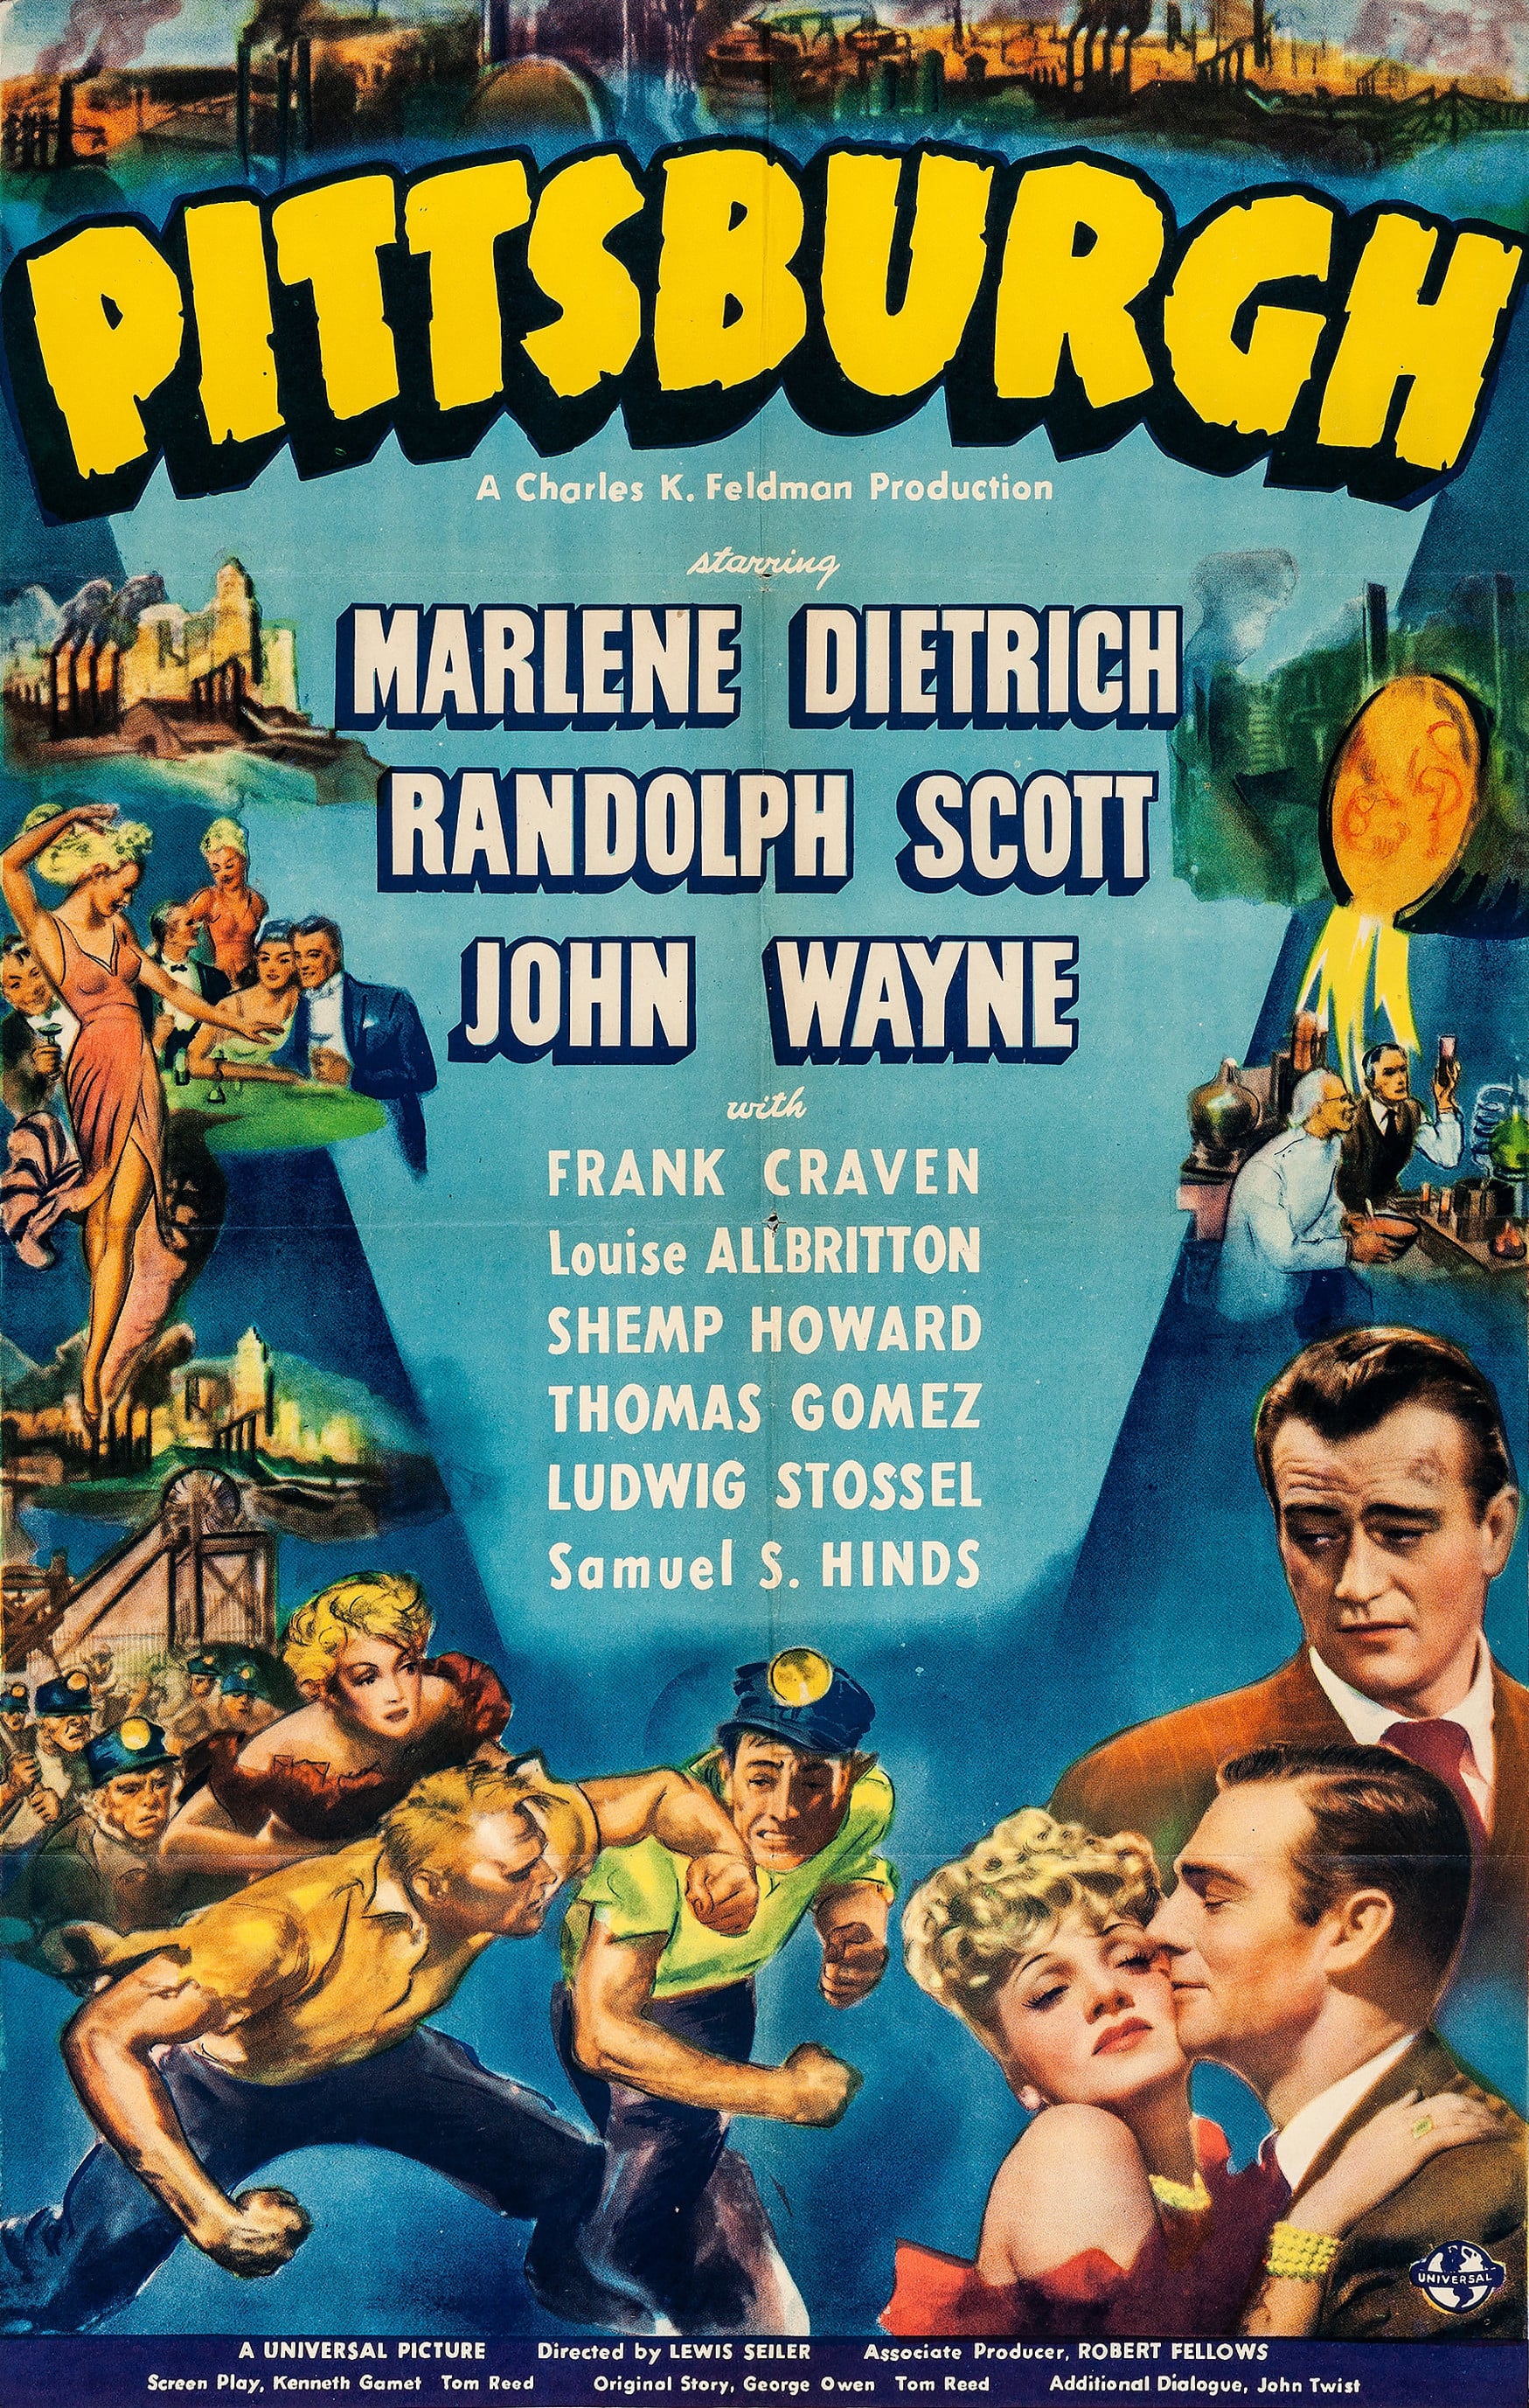 PITTSBURGH
A Charles K. Feldman Production
starring
MARLENE DIETRICH
RANDOLPH SCOTT
JOHN WAYNE
with
FRANK CRAVEN
Louise ALLBRITTON
SHEMP HOWARD
THOMAS GOMEZ
LUDWIG STOSSEL
Samuel S. HINDS
UNIVERSAL
A UNIVERSAL PICTURE Directed by LEWIS SEILER Associate Producer, ROBERT FELLOWS
Screen Play, Kenneth Gamet Tom Reed Original Story, George Owen Tom Reed Additional Dialogue, John Twist